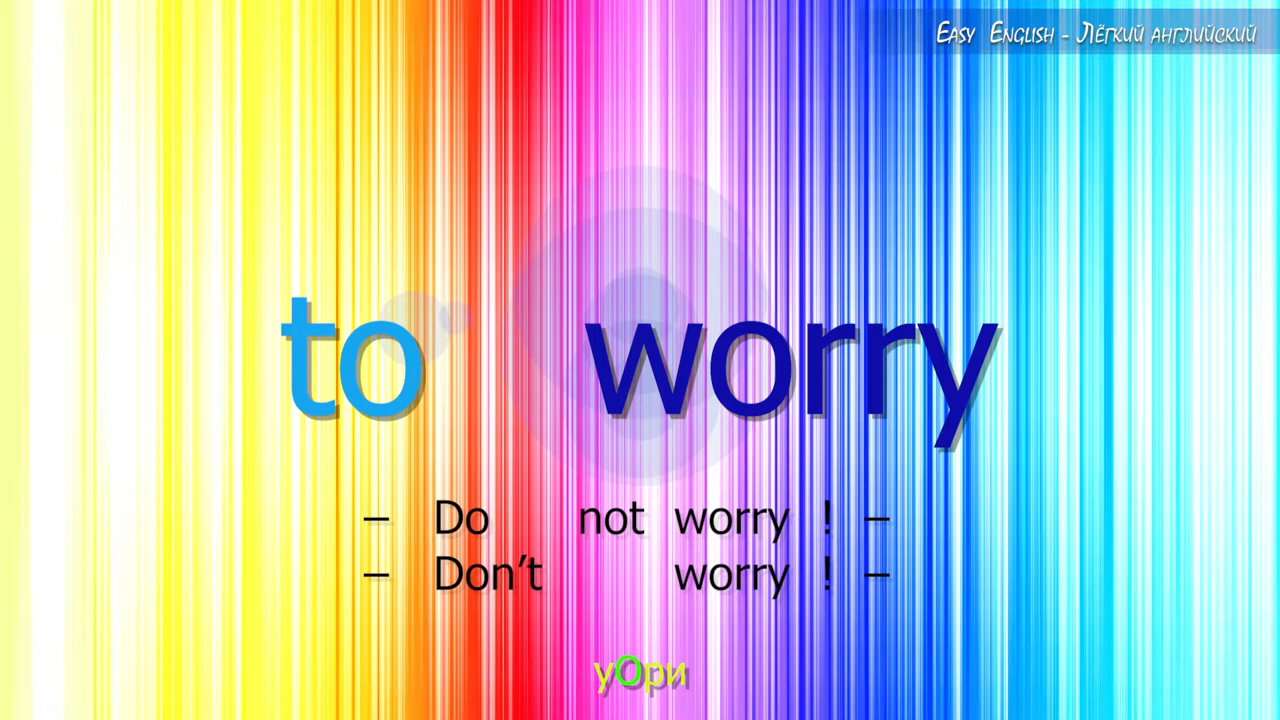 Easy English - Лёгкий английский
to worry
– Do not worry ! –
– Don’t worry ! –
уОри